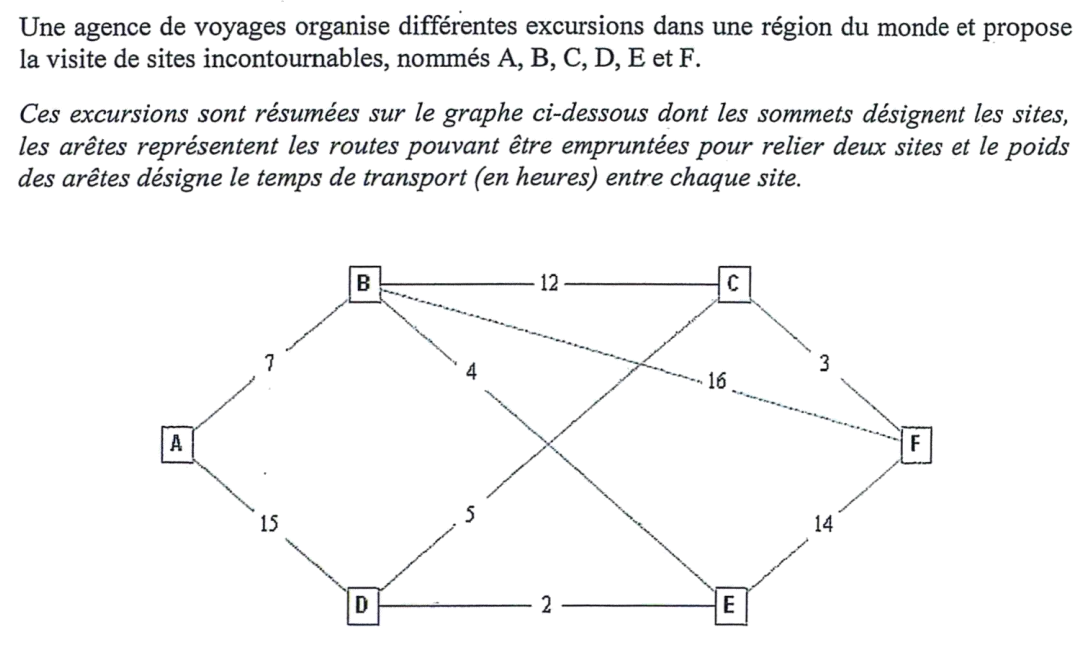 Une agence de voyages organise différentes excursions dans une région du monde et propose
la visite de sites incontournables, nommés A, B, C, D, E et F.
Ces excursions sont résumées sur le graphe ci-dessous dont les sommets désignent les sites,
les arêtes représentent les routes pouvant être empruntées pour relier deux sites et le poids
des arêtes désigne le temps de transport (en heures) entre chaque site.
B 12 C
7 4 16 3
A F
15 5 14
D 2 E